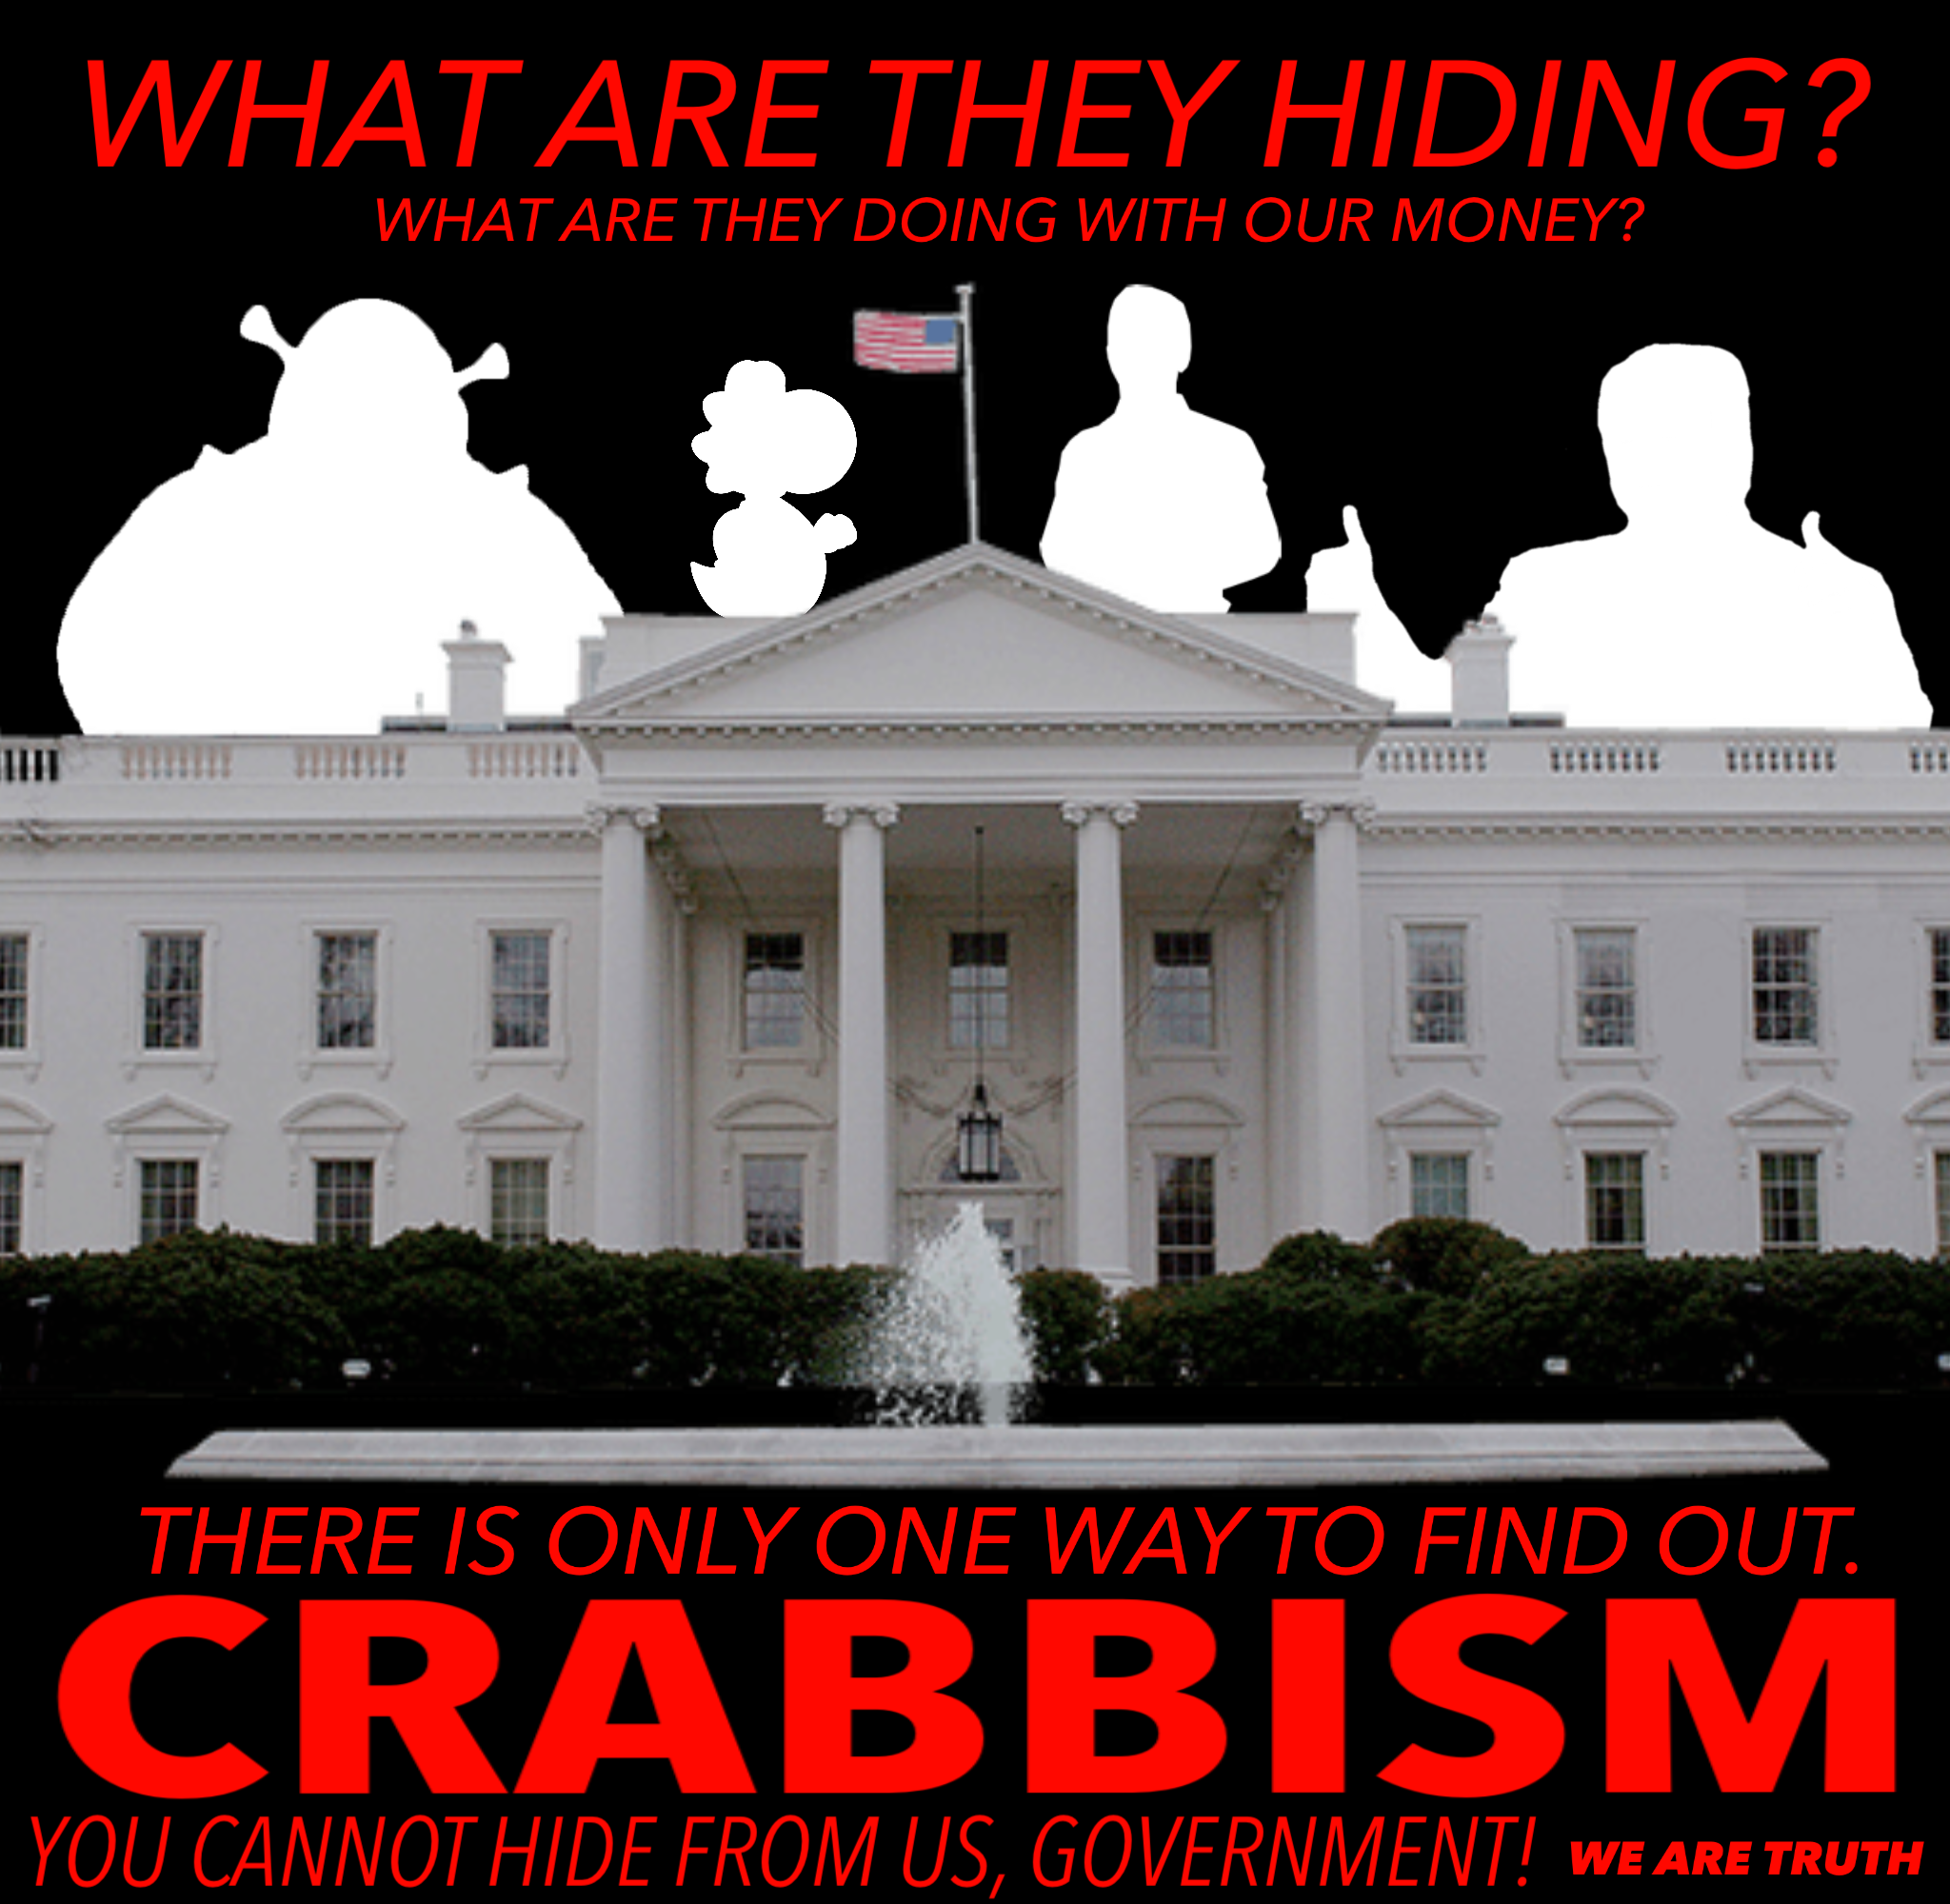 WHAT ARE THEY HIDING?
WHAT ARE THEY DOING WITH OUR MONEY?
THERE IS ONLY ONE WAY TO FIND OUT.
CRABBISM
YOU CANNOT HIDE FROM US, GOVERNMENT!
WE ARE TRUTH